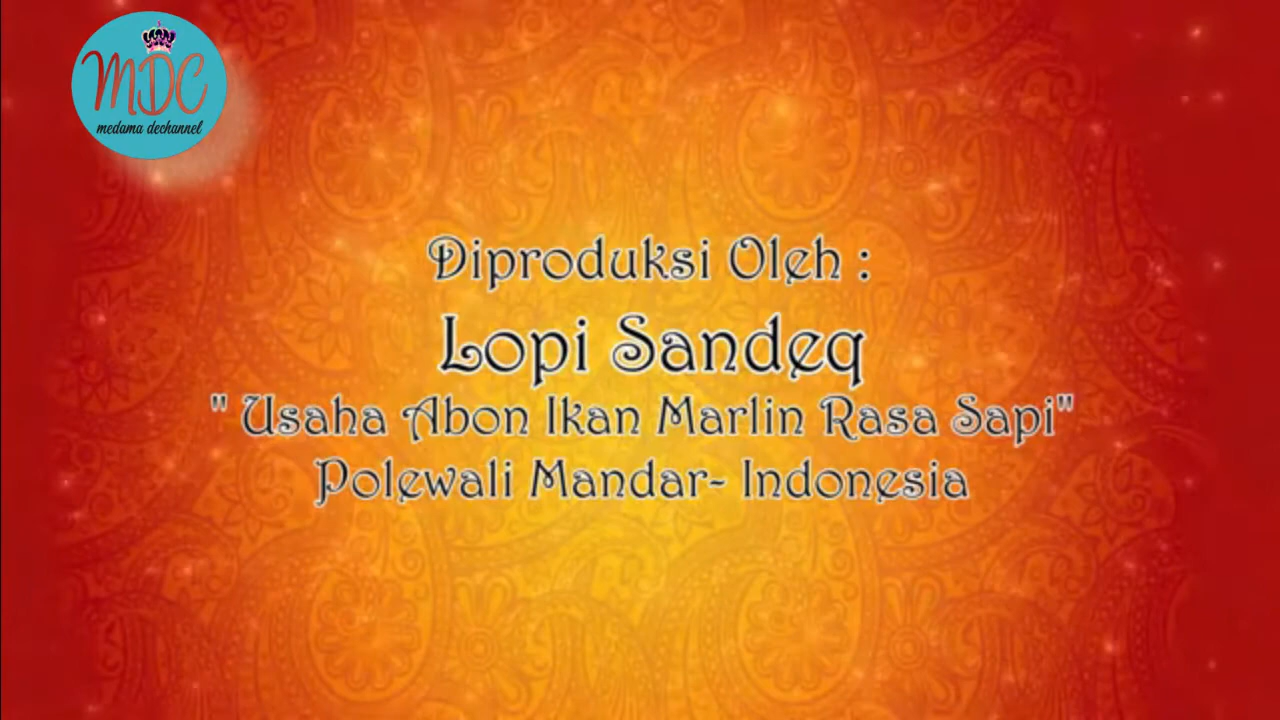 MDC
medama dechannel
Diproduksi Oleh :
Lopi Sandeq
" Usaha Abon Ikan Marlin Rasa Sapi"
Polewali Mandar- Indonesia